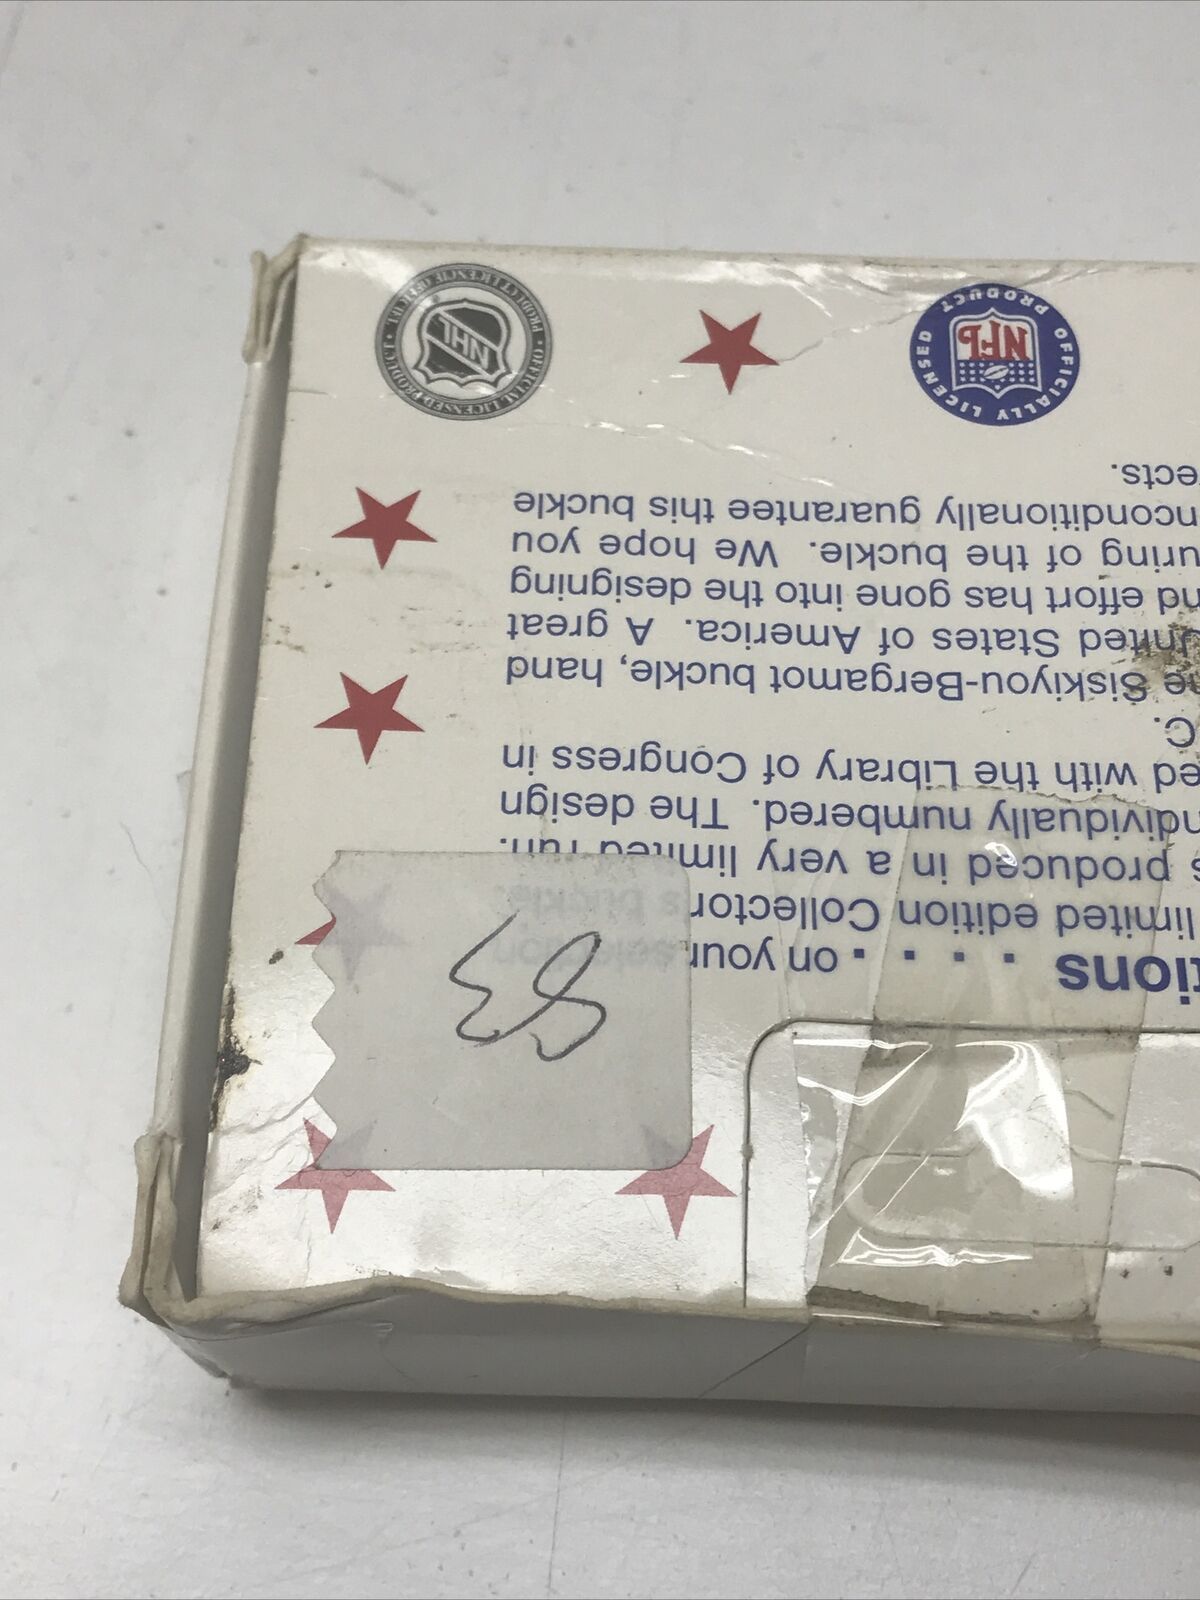 tions . . . . on your selection
limited edition Collector's buckle.
s produced in a very limited run.
ndividually numbered. The design
ed with the Library of Congress in
C.
he Siskiyou-Bergamot buckle, hand
United States of America. A great
nd effort has gone into the designing
uring of the buckle. We hope you
nconditionally guarantee this buckle
ects.
83
NFL
OFFICIALLY LICENSED PRODUCT
NHL
OFFICIAL LICENSED PRODUCT •